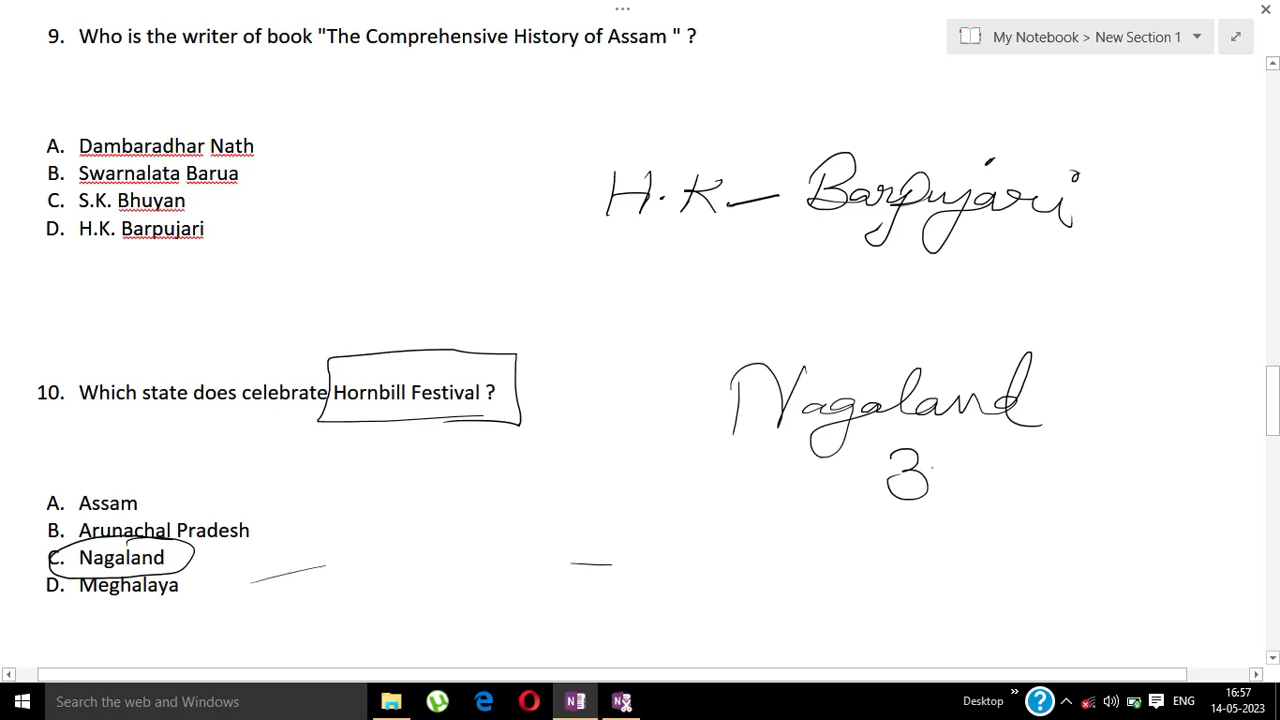 9. Who is the writer of book "The Comprehensive History of Assam " ?
My Notebook > New Section 1
A. Dambaradhar Nath
B. Swarnalata Barua
C. S.K. Bhuyan
D. H.K. Barpujari
H.K - Barpujari
10. Which state does celebrate Hornbill Festival ?
Nagaland
3
A. Assam
B. Arunachal Pradesh
C. Nagaland
D. Meghalaya
Search the web and Windows
Desktop
ENG
16:57
14-05-2023